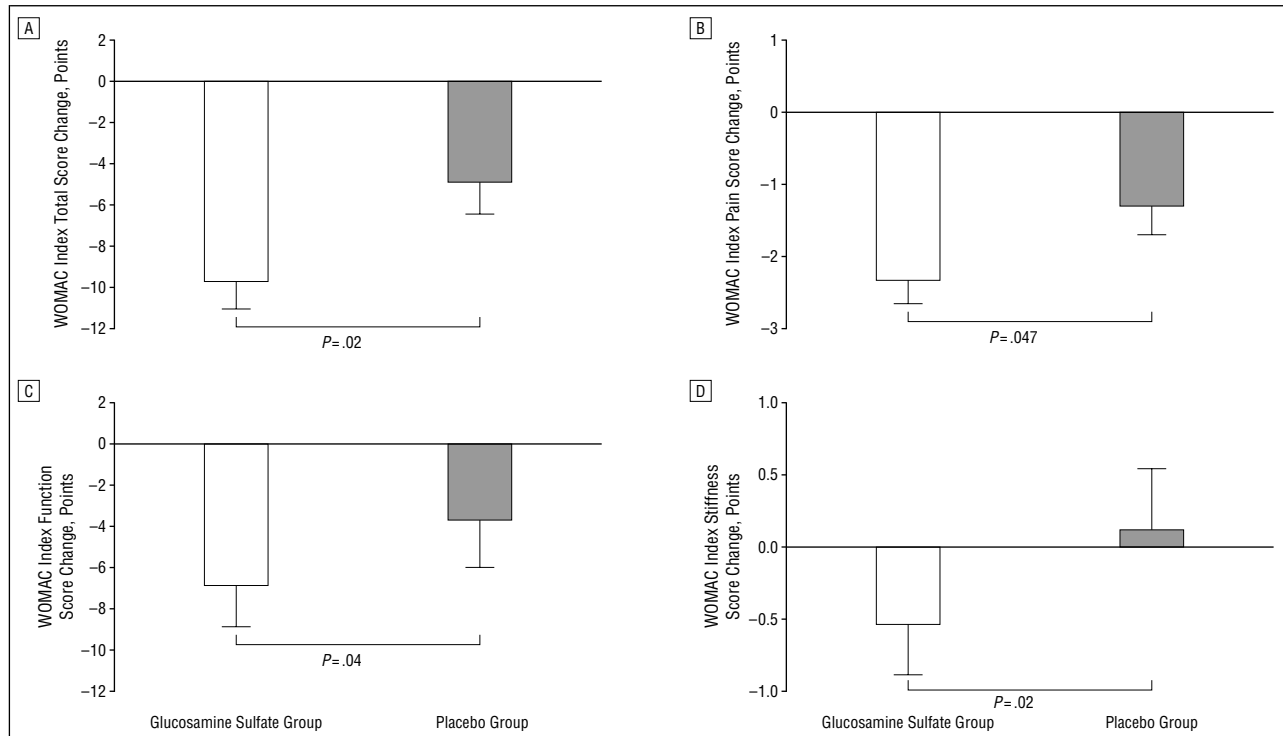 A
WOMAC Index Total Score Change, Points
2
0
−2
−4
−6
−8
−10
−12
P=.02
B
WOMAC Index Pain Score Change, Points
1
0
−1
−2
−3
P=.047
C
WOMAC Index Function
Score Change, Points
2
0
−2
−4
−6
−8
−10
−12
P=.04
Glucosamine Sulfate Group
Placebo Group
D
WOMAC Index Stiffness
Score Change, Points
1.0
0.5
0.0
−0.5
−1.0
P=.02
Glucosamine Sulfate Group
Placebo Group